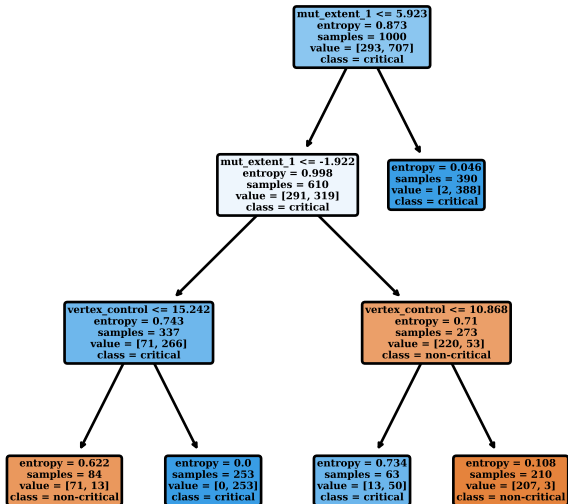 mut_extent_1 <= 5.923
entropy = 0.873
samples = 1000
value = [293, 707]
class = critical
mut_extent_1 <= -1.922
entropy = 0.998
samples = 610
value = [291, 319]
class = critical
entropy = 0.046
samples = 390
value = [2, 388]
class = critical
vertex_control <= 15.242
entropy = 0.743
samples = 337
value = [71, 266]
class = critical
vertex_control <= 10.868
entropy = 0.71
samples = 273
value = [220, 53]
class = non-critical
entropy = 0.622
samples = 84
value = [71, 13]
class = non-critical
entropy = 0.0
samples = 253
value = [0, 253]
class = critical
entropy = 0.734
samples = 63
value = [13, 50]
class = critical
entropy = 0.108
samples = 210
value = [207, 3]
class = non-critical